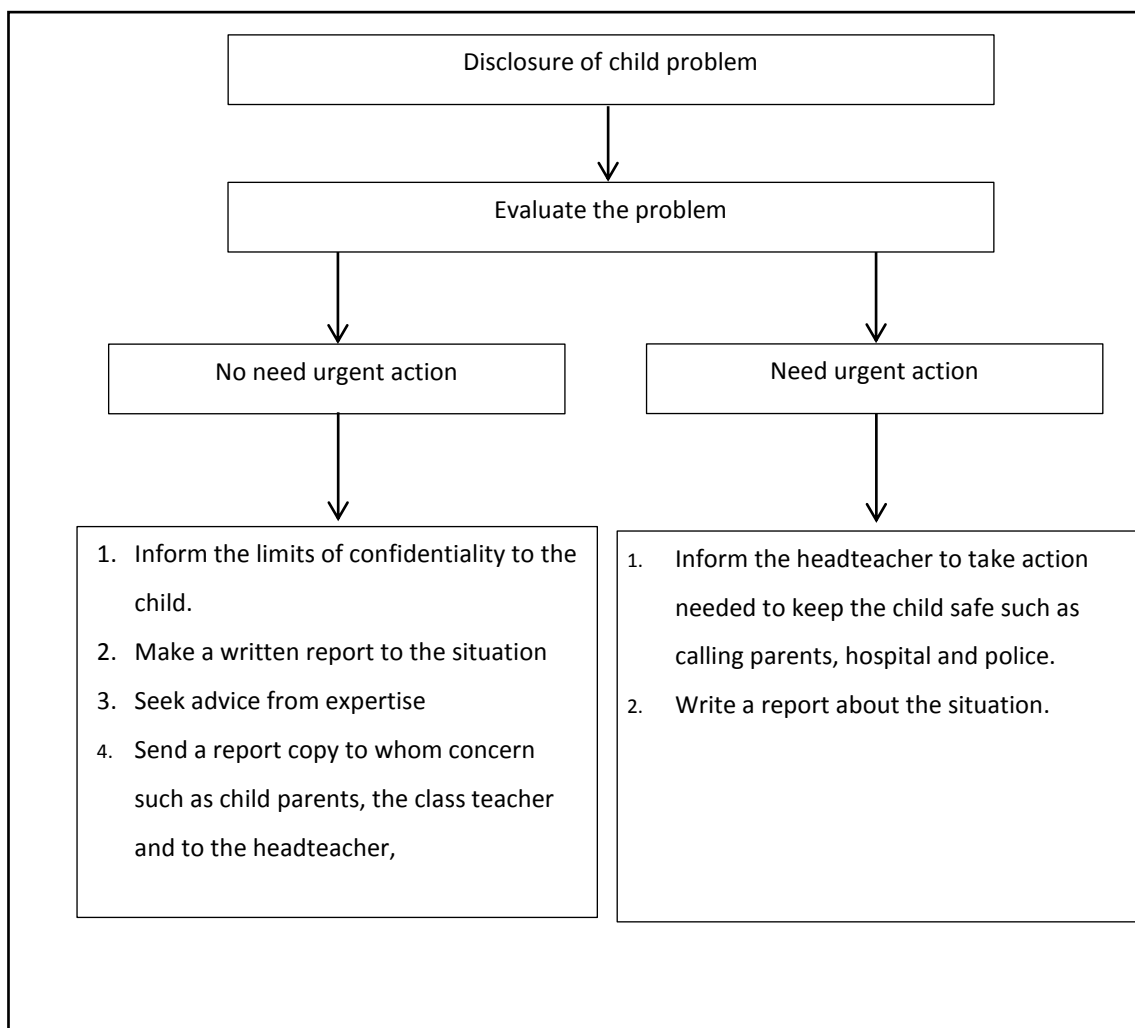 Disclosure of child problem
Evaluate the problem
No need urgent action
Need urgent action
1. Inform the limits of confidentiality to the
child.
2. Make a written report to the situation
3. Seek advice from expertise
4. Send a report copy to whom concern
such as child parents, the class teacher
and to the headteacher,
1. Inform the headteacher to take action
needed to keep the child safe such as
calling parents, hospital and police.
2. Write a report about the situation.